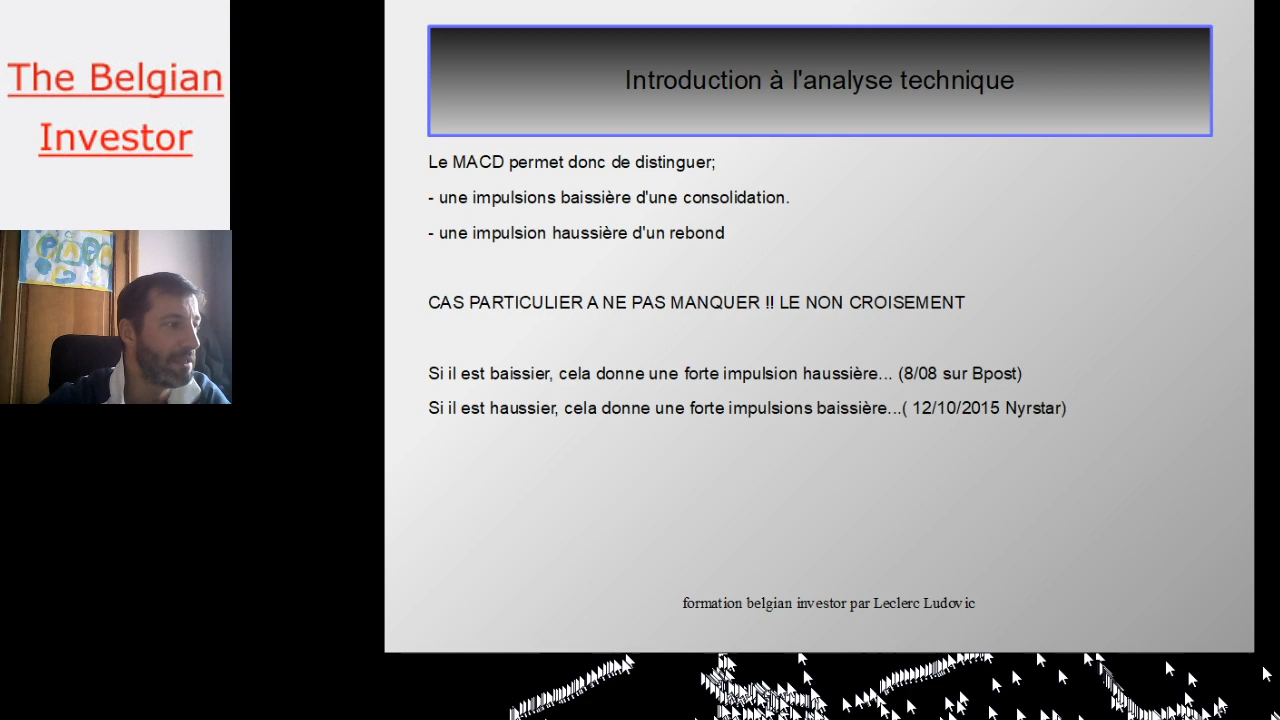 The Belgian
Investor
Introduction à l'analyse technique
Le MACD permet donc de distinguer;
- une impulsions baissière d'une consolidation.
- une impulsion haussière d'un rebond
CAS PARTICULIER A NE PAS MANQUER !! LE NON CROISEMENT
Si il est baissier, cela donne une forte impulsion haussière... (8/08 sur Bpost)
Si il est haussier, cela donne une forte impulsions baissière...( 12/10/2015 Nyrstar)
formation belgian investor par Leclerc Ludovic